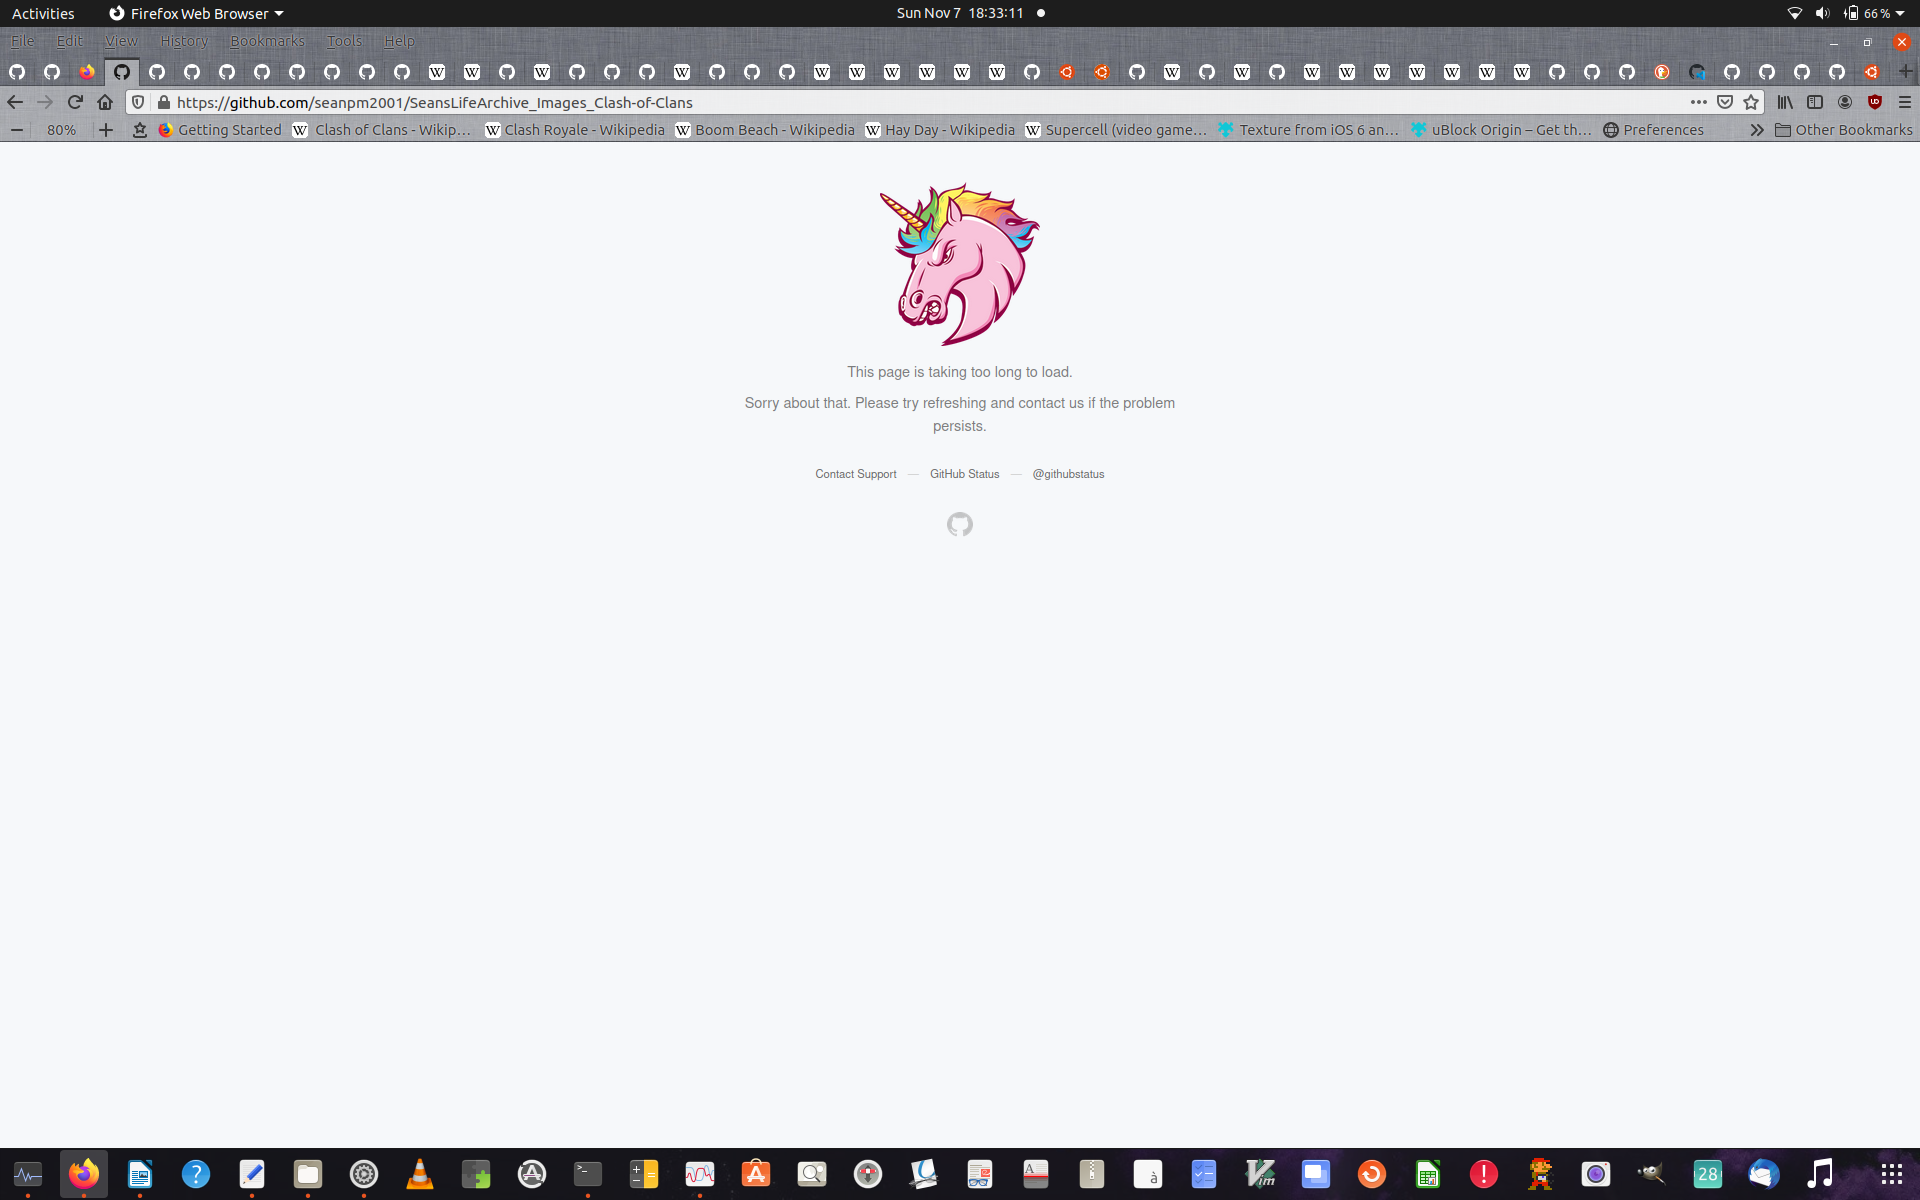 Activities
Firefox Web Browser
Sun Nov 7 18:33:11
66 %
File Edit View History Bookmarks Tools Help
https://github.com/seanpm2001/SeansLifeArchive_Images_Clash-of-Clans
80%
Getting Started
Clash of Clans - Wikip…
Clash Royale - Wikipedia
Boom Beach - Wikipedia
Hay Day - Wikipedia
Supercell (video game…
Texture from iOS 6 an…
uBlock Origin – Get th…
Preferences
Other Bookmarks
This page is taking too long to load.
Sorry about that. Please try refreshing and contact us if the problem
persists.
Contact Support — GitHub Status — @githubstatus
28